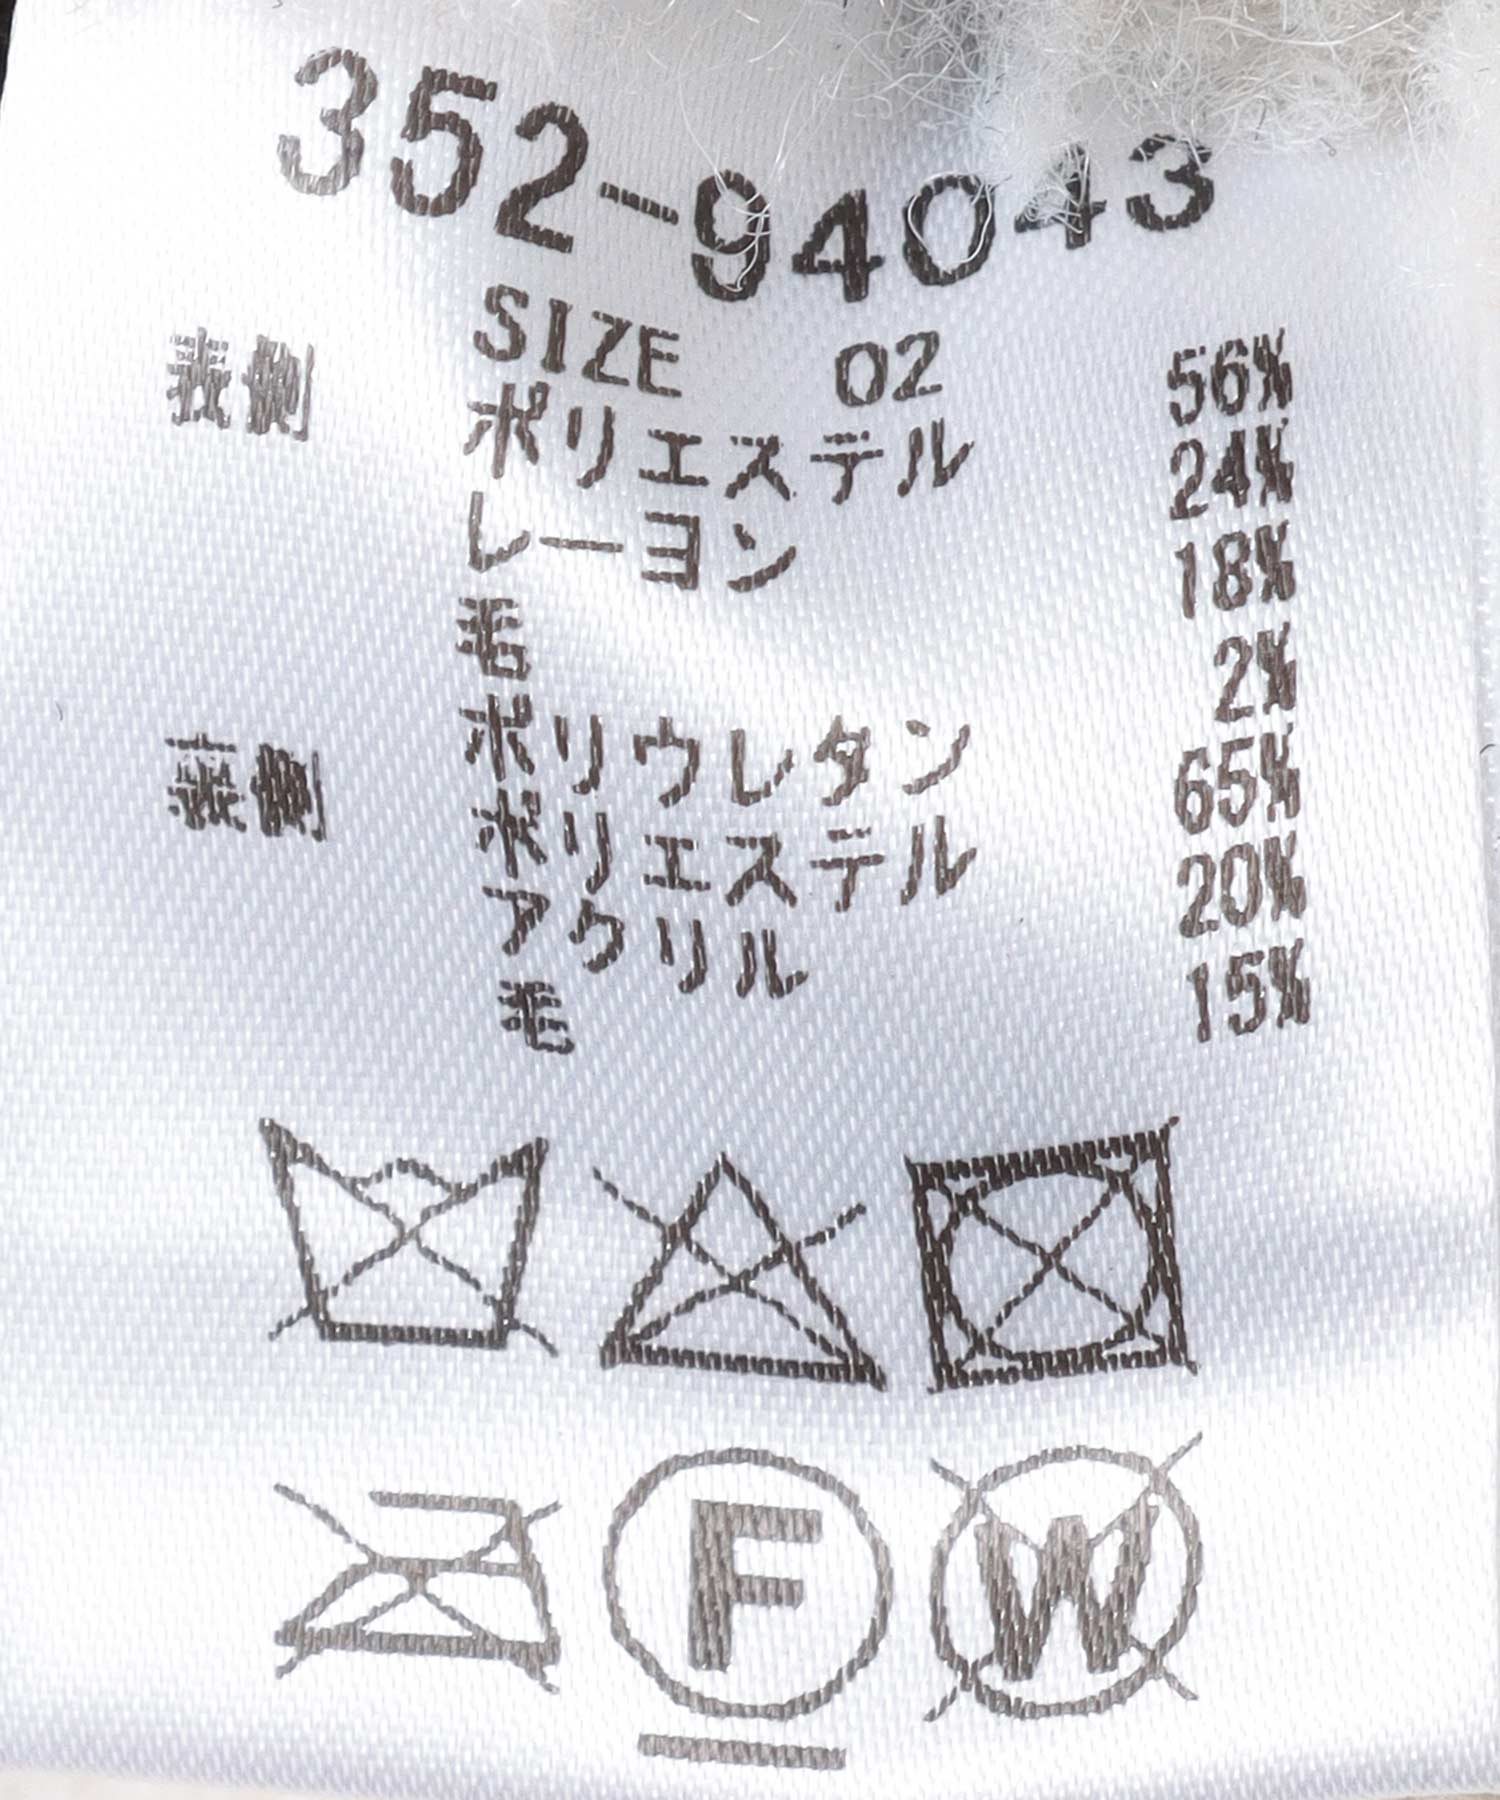 352-94043
SIZE 02
表側 ポリエステル 56%
レーヨン 24%
毛 18%
ポリウレタン 2%
裏側 ポリエステル 65%
アクリル 20%
毛 15%
F W